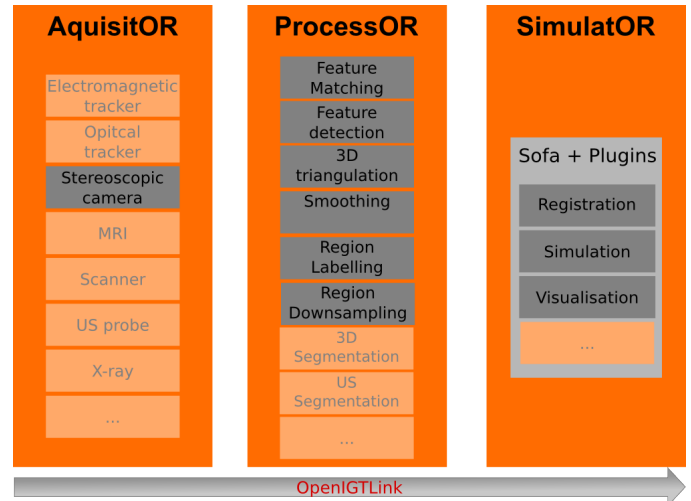 AquisitOR
Electromagnetic
tracker
Opitcal
tracker
Stereoscopic
camera
MRI
Scanner
US probe
X-ray
...
ProcessOR
Feature
Matching
Feature
detection
3D
triangulation
Smoothing
Region
Labelling
Region
Downsampling
3D
Segmentation
US
Segmentation
...
SimulatOR
Sofa + Plugins
Registration
Simulation
Visualisation
...
OpenIGTLink